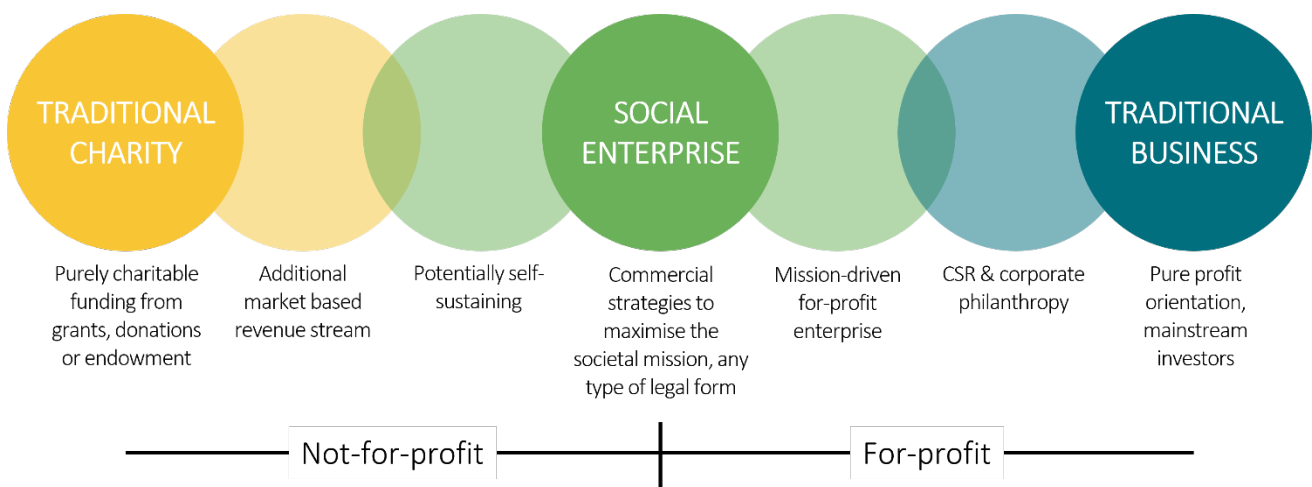 TRADITIONAL
CHARITY
SOCIAL
ENTERPRISE
TRADITIONAL
BUSINESS
Purely charitable
funding from
grants, donations
or endowment
Additional
market based
revenue stream
Potentially self-
sustaining
Commercial
strategies to
maximise the
societal mission, any
type of legal form
Mission-driven
for-profit
enterprise
CSR & corporate
philanthropy
Pure profit
orientation,
mainstream
investors
Not-for-profit
For-profit